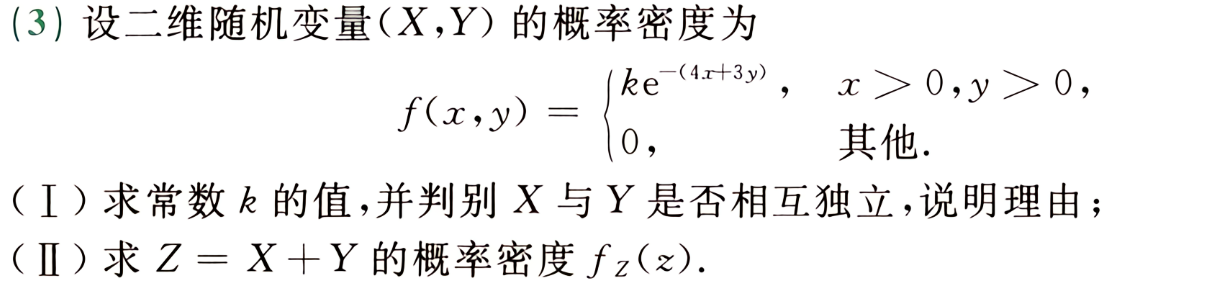 (3) 设二维随机变量(X,Y) 的概率密度为
f(x,y) = { ke^{-(4x+3y)}, x > 0,y > 0,
0, 其他.
(Ⅰ)求常数 k 的值,并判别 X 与 Y 是否相互独立,说明理由;
(Ⅱ)求 Z = X + Y 的概率密度 f_Z(z).